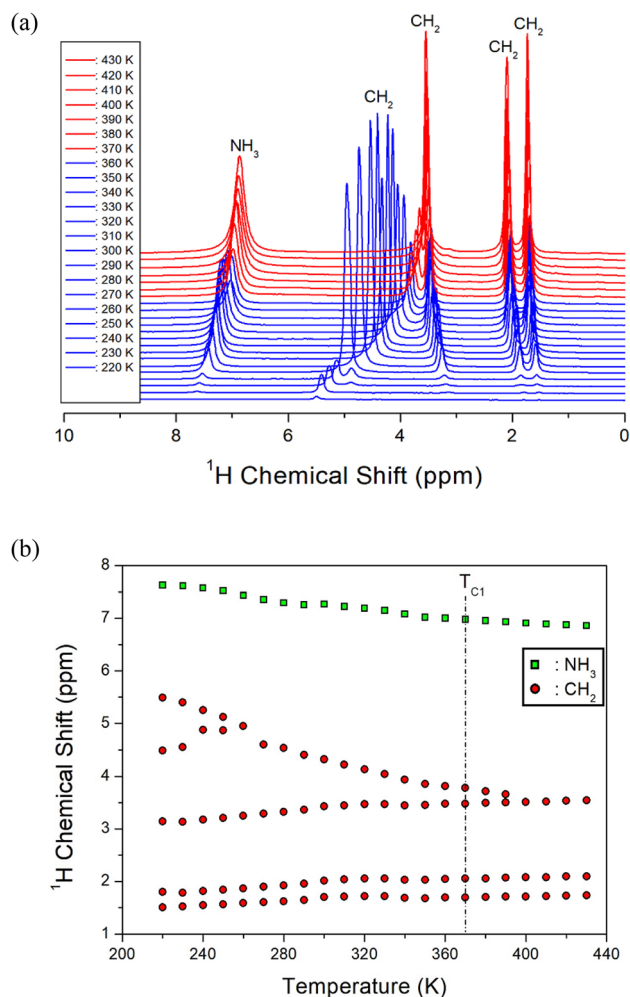 (a)
CH₂
CH₂
CH₂
CH₂
NH₃
: 430 K
: 420 K
: 410 K
: 400 K
: 390 K
: 380 K
: 370 K
: 360 K
: 350 K
: 340 K
: 330 K
: 320 K
: 310 K
: 300 K
: 290 K
: 280 K
: 270 K
: 260 K
: 250 K
: 240 K
: 230 K
: 220 K
10 8 6 4 2 0
¹H Chemical Shift (ppm)
(b)
8
7
6
5
4
3
2
1
¹H Chemical Shift (ppm)
T_C1
: NH₃
: CH₂
200 240 280 320 360 400 440
Temperature (K)